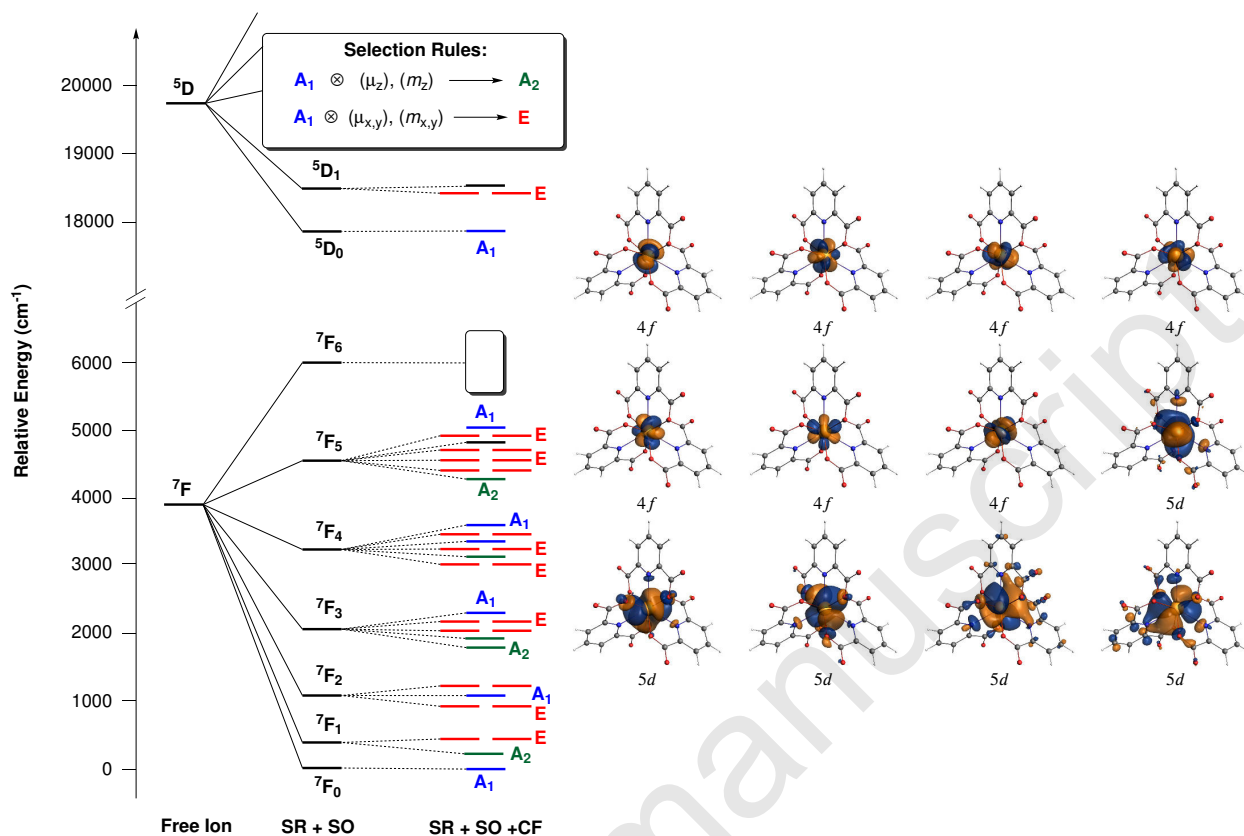 Selection Rules:
A₁ ⊗ (μz), (mz) → A₂
A₁ ⊗ (μx,y), (mx,y) → E
Relative Energy (cm⁻¹)
20000
19000
18000
6000
5000
4000
3000
2000
1000
0
⁵D
⁵D₁
⁵D₀
E
A₁
⁷F
⁷F₆
⁷F₅
⁷F₄
⁷F₃
⁷F₂
⁷F₁
⁷F₀
A₁
E
E
A₂
A₁
E
E
A₁
E
A₂
A₁
E
E
A₂
A₁
Free Ion
SR + SO
SR + SO +CF
4f 4f 4f 4f
4f 4f 4f 5d
5d 5d 5d 5d
manuscript